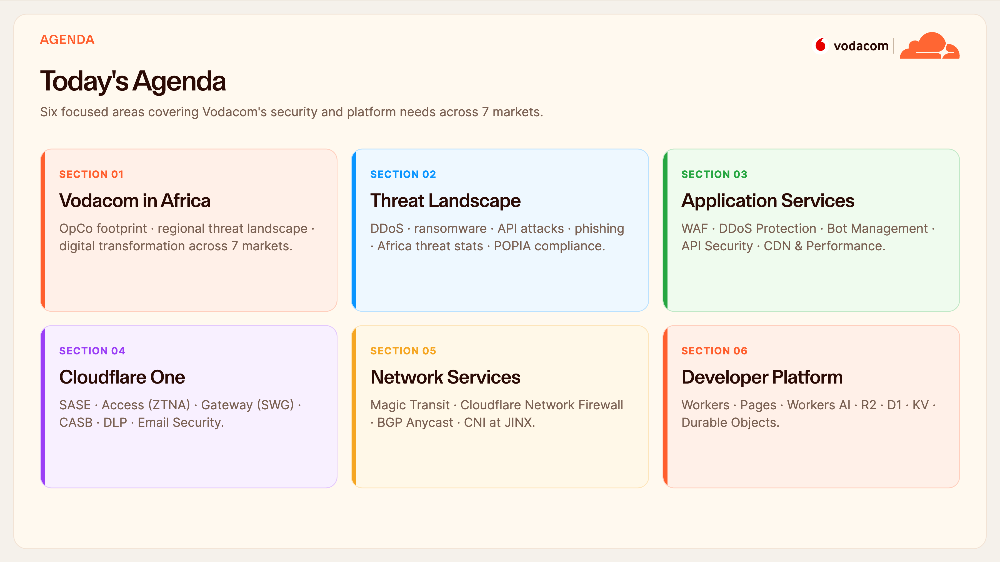 AGENDA
vodacom
Today's Agenda
Six focused areas covering Vodacom's security and platform needs across 7 markets.
SECTION 01
Vodacom in Africa
OpCo footprint · regional threat landscape ·
digital transformation across 7 markets.
SECTION 02
Threat Landscape
DDoS · ransomware · API attacks · phishing
· Africa threat stats · POPIA compliance.
SECTION 03
Application Services
WAF · DDoS Protection · Bot Management ·
API Security · CDN & Performance.
SECTION 04
Cloudflare One
SASE · Access (ZTNA) · Gateway (SWG) ·
CASB · DLP · Email Security.
SECTION 05
Network Services
Magic Transit · Cloudflare Network Firewall
· BGP Anycast · CNI at JINX.
SECTION 06
Developer Platform
Workers · Pages · Workers AI · R2 · D1 · KV ·
Durable Objects.